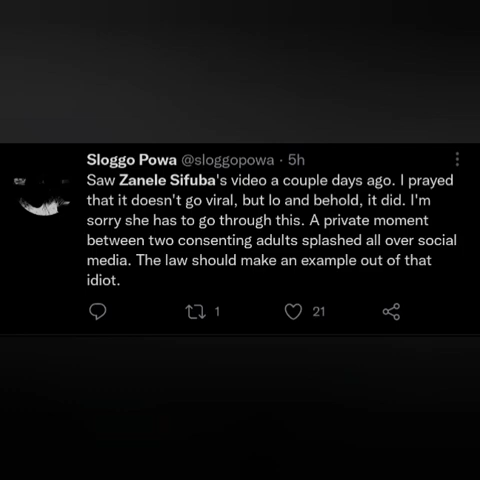 Sloggo Powa @sloggopowa · 5h
Saw Zanele Sifuba's video a couple days ago. I prayed
that it doesn't go viral, but lo and behold, it did. I'm
sorry she has to go through this. A private moment
between two consenting adults splashed all over social
media. The law should make an example out of that
idiot.
1 21